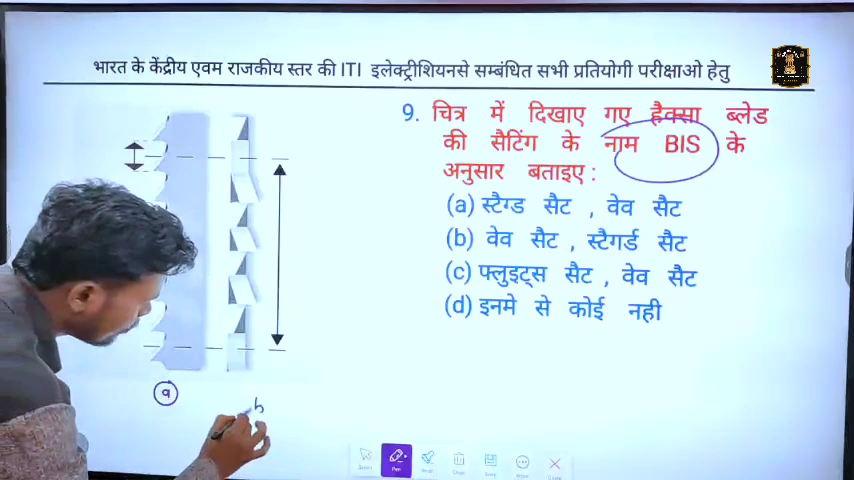 भारत के केंद्रीय एवम राजकीय स्तर की ITI इलेक्ट्रीशियनसे सम्बंधित सभी प्रतियोगी परीक्षाओ हेतु
9. चित्र में दिखाए गए हैक्सा ब्लेड
की सैटिंग के नाम BIS के
अनुसार बताइए :
(a) स्टैग्ड सैट , वेव सैट
(b) वेव सैट , स्टैगर्ड सैट
(c) फ्लुइट्स सैट , वेव सैट
(d) इनमे से कोई नही
a
b
Pen